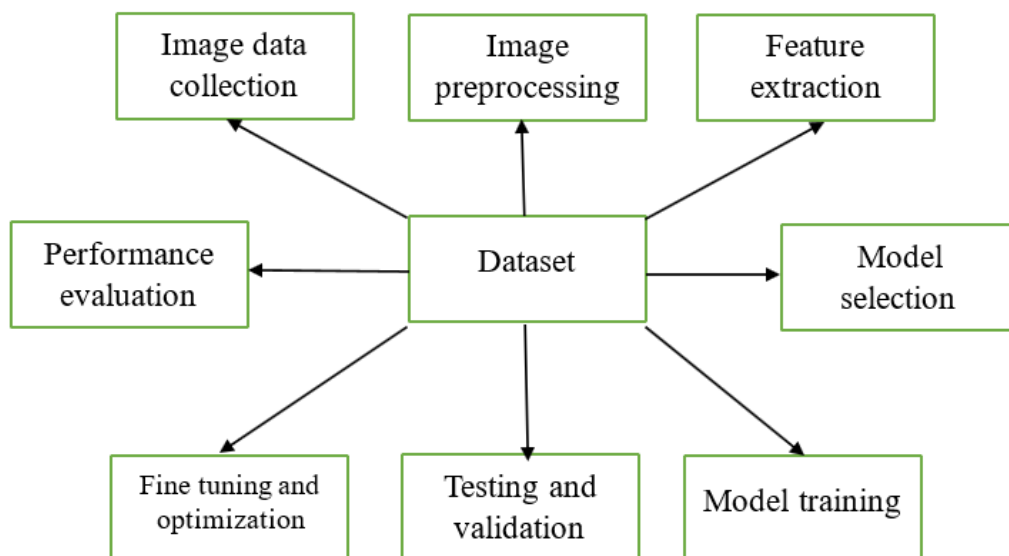 Image data
collection
Image
preprocessing
Feature
extraction
Performance
evaluation
Dataset
Model
selection
Fine tuning and
optimization
Testing and
validation
Model training